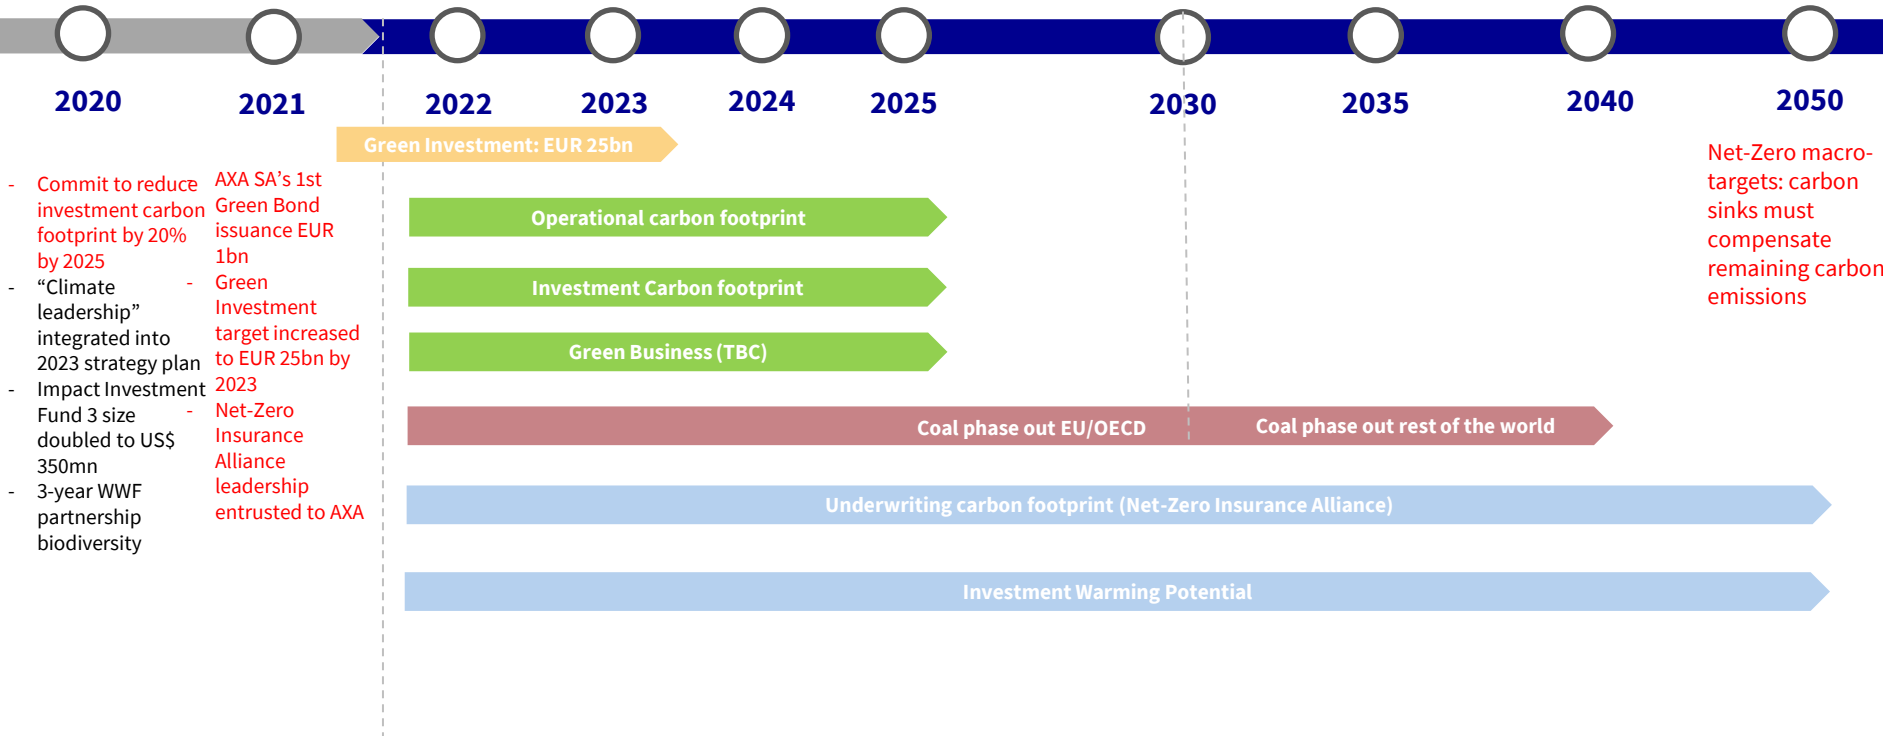 2020
2021
2022
2023
2024
2025
2030
2035
2040
2050
Green Investment: EUR 25bn
- Commit to reduce
investment carbon
footprint by 20%
by 2025
- “Climate
leadership”
integrated into
2023 strategy plan
- Impact Investment
Fund 3 size
doubled to US$
350mn
- 3-year WWF
partnership
biodiversity
- AXA SA’s 1st
Green Bond
issuance EUR
1bn
- Green
Investment
target increased
to EUR 25bn by
2023
- Net-Zero
Insurance
Alliance
leadership
entrusted to AXA
Operational carbon footprint
Investment Carbon footprint
Green Business (TBC)
Coal phase out EU/OECD
Coal phase out rest of the world
Underwriting carbon footprint (Net-Zero Insurance Alliance)
Investment Warming Potential
Net-Zero macro-
targets: carbon
sinks must
compensate
remaining carbon
emissions